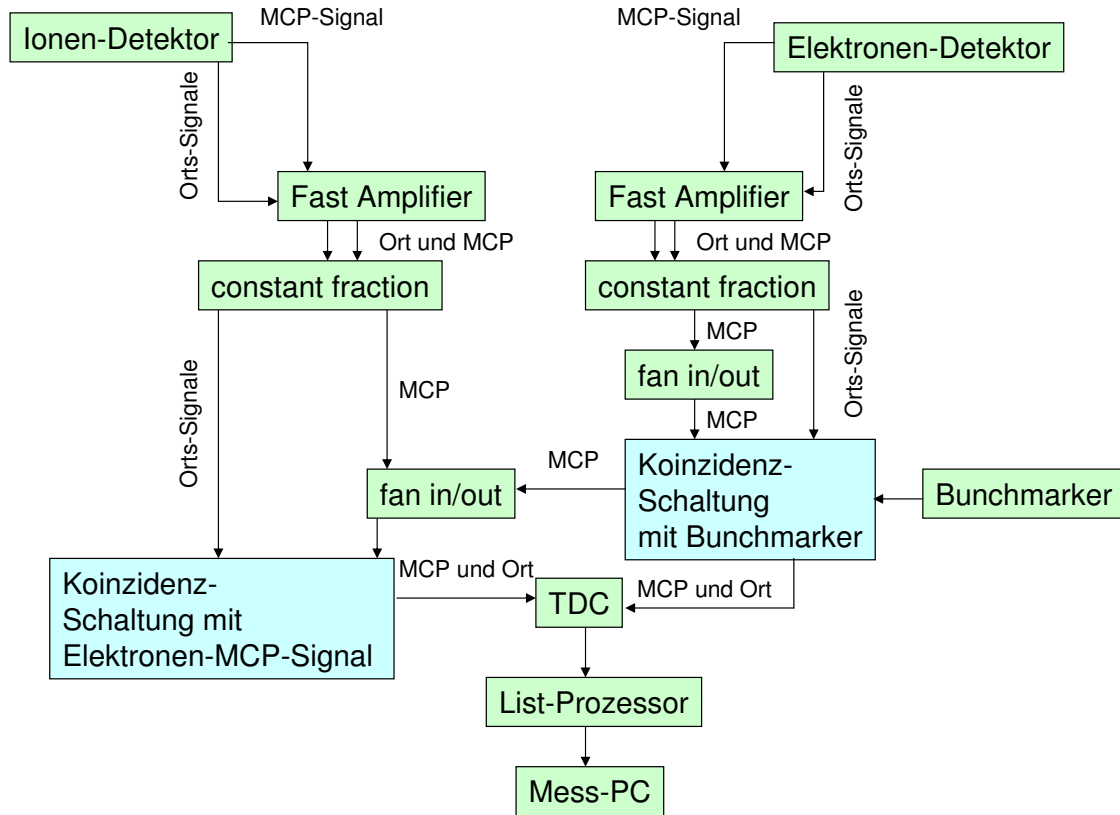 MCP-Signal
MCP-Signal
Ionen-Detektor
Elektronen-Detektor
Orts-Signale
Orts-Signale
Fast Amplifier
Fast Amplifier
Ort und MCP
Ort und MCP
constant fraction
constant fraction
MCP
fan in/out
Orts-Signale
MCP
Orts-Signale
MCP
MCP
Koinzidenz-
Schaltung
mit Bunchmarker
fan in/out
Bunchmarker
MCP und Ort
MCP und Ort
Koinzidenz-
Schaltung mit
Elektronen-MCP-Signal
TDC
List-Prozessor
Mess-PC